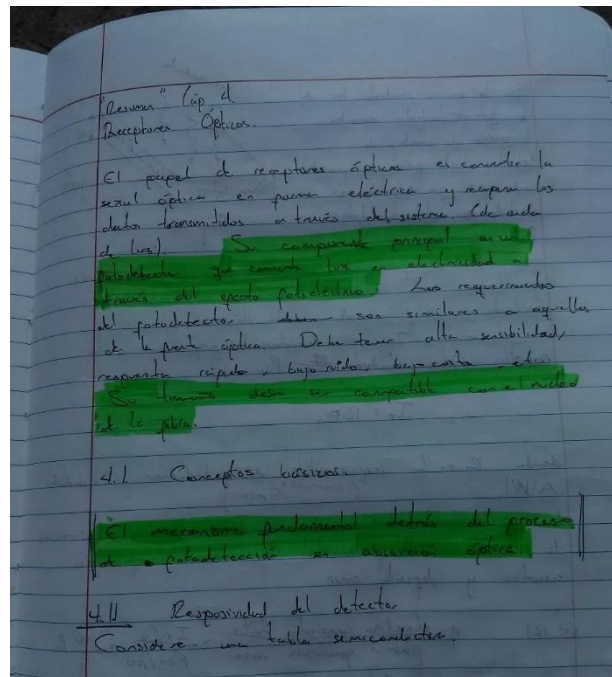 "Resumen" Cap 4
Receptores Ópticos.
El papel de receptores ópticos es convertir la
señal óptica en forma eléctrica y recuperar los
datos transmitidos a través del sistema. (de onda
de luz) Su componente principal es un
fotodetector que convierte luz en electricidad a
través del efecto fotoeléctrico. Los requerimientos
del fotodetector son similares a aquellos
de la fuente óptica. Debe tener alta sensibilidad,
respuesta rápida, bajo ruido, bajo costo
Su tamaño debe ser compatible con el núcleo
de la fibra.
4.1 Conceptos básicos.
El mecanismo fundamental detrás del proceso
de fotodetección es absorción óptica.
4.1.1 Resposividad del detector
Considere una tabla semiconductora.